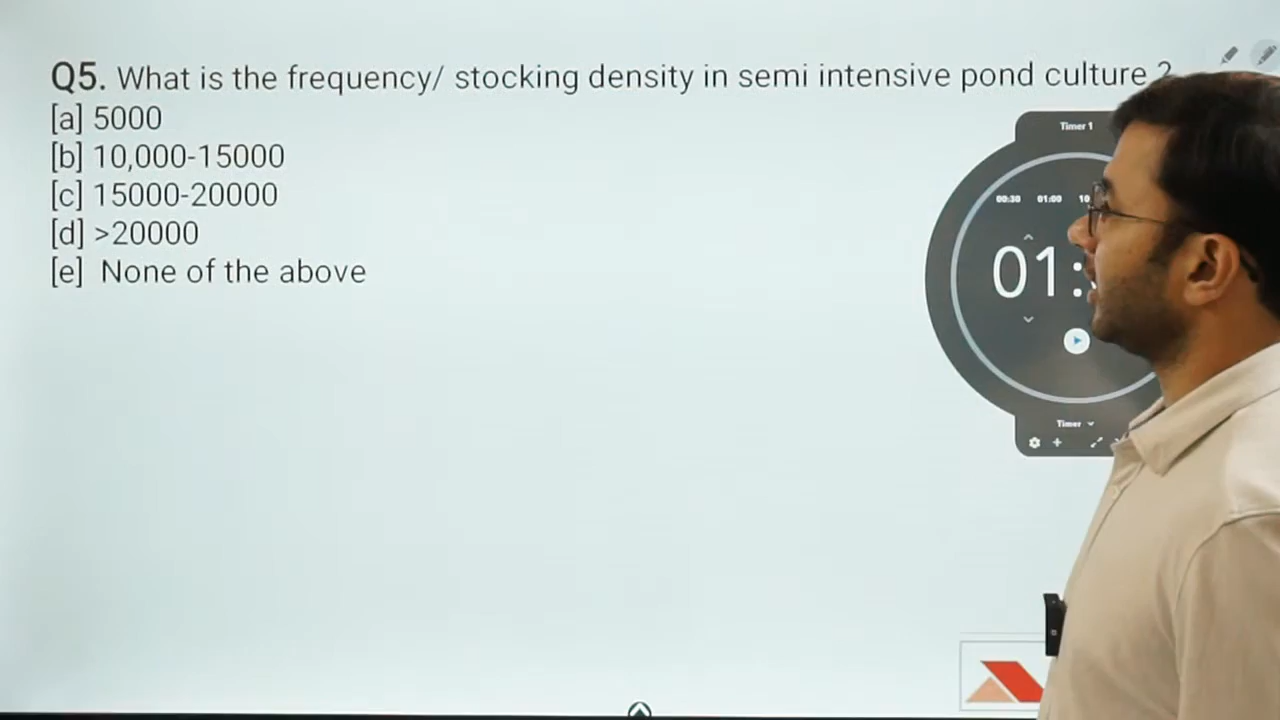 Q5. What is the frequency/ stocking density in semi intensive pond culture ?
[a] 5000
[b] 10,000-15000
[c] 15000-20000
[d] >20000
[e] None of the above
Timer 1
00:30 01:00 10
01:
Timer